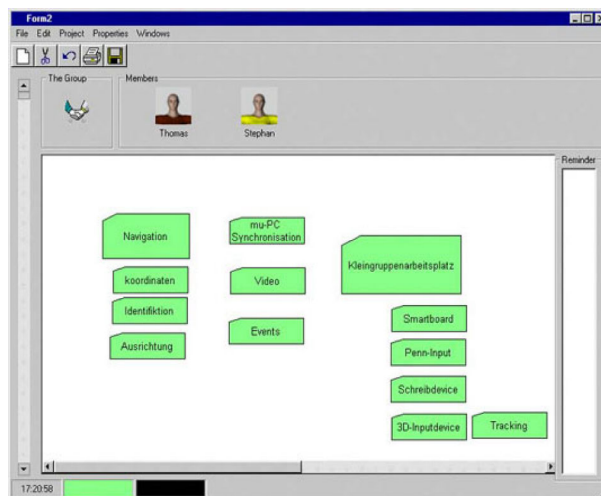 Form2
File Edit Project Properties Windows
The Group
Members
Thomas
Stephan
Reminder
Navigation
koordinaten
Identifiktion
Ausrichtung
mu-PC
Synchronisation
Video
Events
Kleingruppenarbeitsplatz
Smartboard
Penn-Input
Schreibdevice
3D-Inputdevice
Tracking
17:20:58